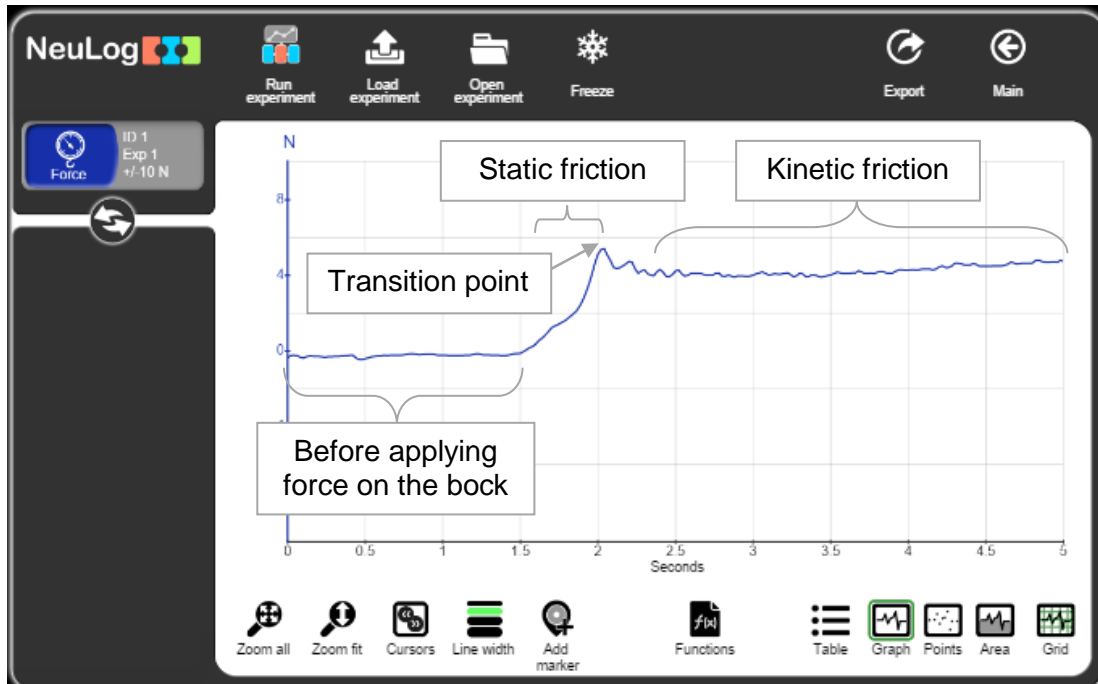 NeuLog
Run
experiment
Load
experiment
Open
experiment
Freeze
Export
Main
Force
ID 1
Exp 1
+/-10 N
N
Static friction
Kinetic friction
8
Transition point
4
0
Before applying
force on the bock
0
0.5
1
1.5
2
2.5
3
3.5
4
4.5
5
Seconds
Zoom all
Zoom fit
Cursors
Line width
Add
marker
f(x)
Functions
Table
Graph
Points
Area
Grid